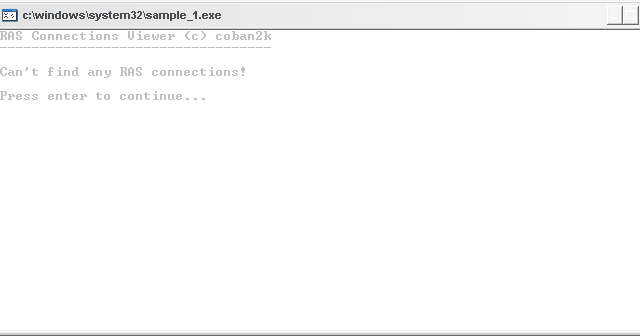 c:\windows\system32\sample_1.exe
RAS Connections Viewer (c) coban2k
----------------------------------
Can't find any RAS connections!
Press enter to continue...